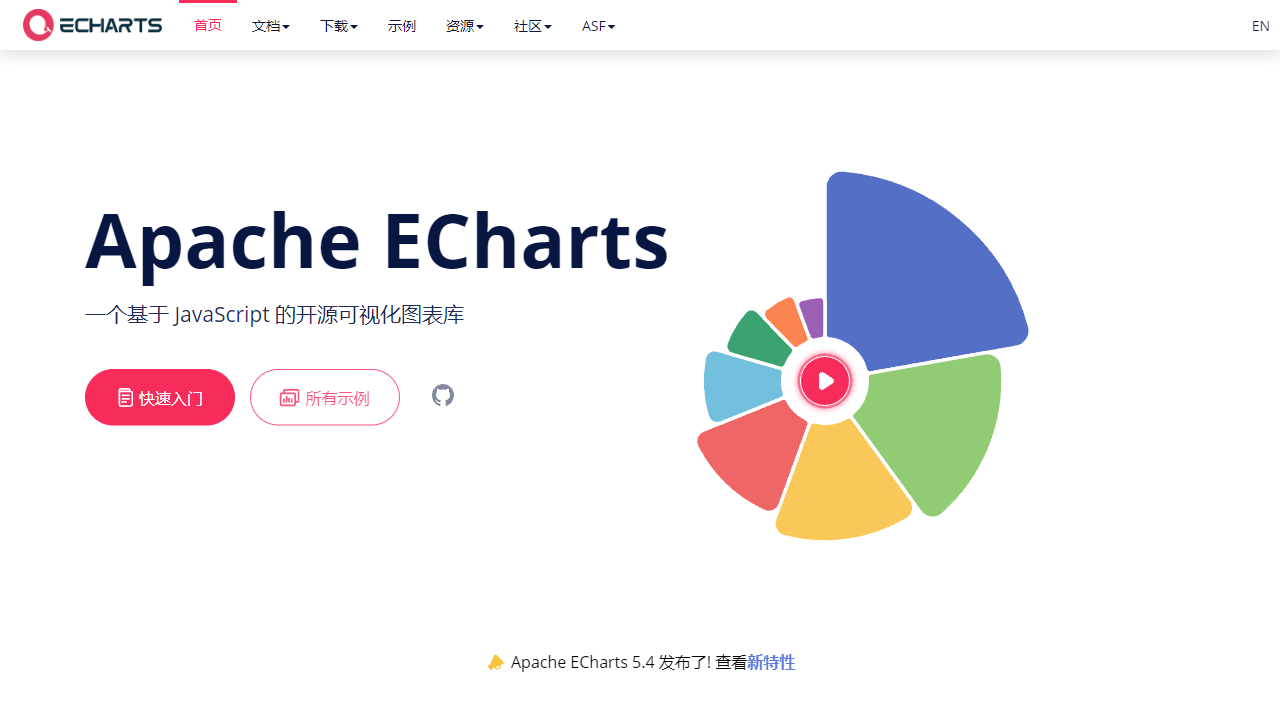 ECHARTS 首页 文档 下载 示例 资源 社区 ASF EN
Apache ECharts
一个基于 JavaScript 的开源可视化图表库
快速入门 所有示例
Apache ECharts 5.4 发布了! 查看新特性